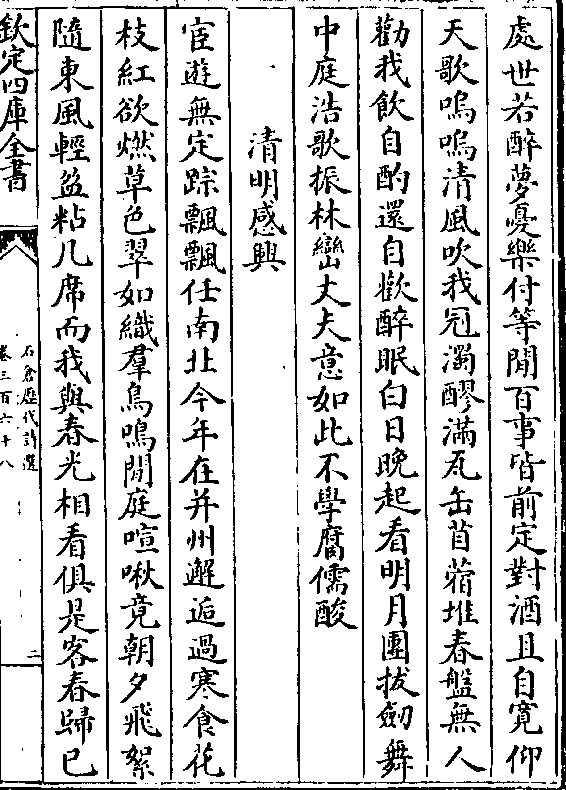 處世若醉夢憂樂付等閒百事皆前定對酒且自寛仰
天歌嗚嗚清風吹我冠濁醪滿瓦缶苜蓿堆春盤無人
勸我飲自酌還自歡醉眠白日晚起看明月團拔劒舞
中庭浩歌振林巒丈夫意如此不學腐儒酸
清明感興
宦遊無定踪飄飄任南北今年在并州邂逅過寒食花
枝紅欲燃草色翠如織羣鳥鳴閒庭喧啾竟朝夕飛絮
隨東風輕盈粘几席而我與春光相看俱是客春歸已
欽定四庫全書
石倉歷代詩選
卷三百六十八
二